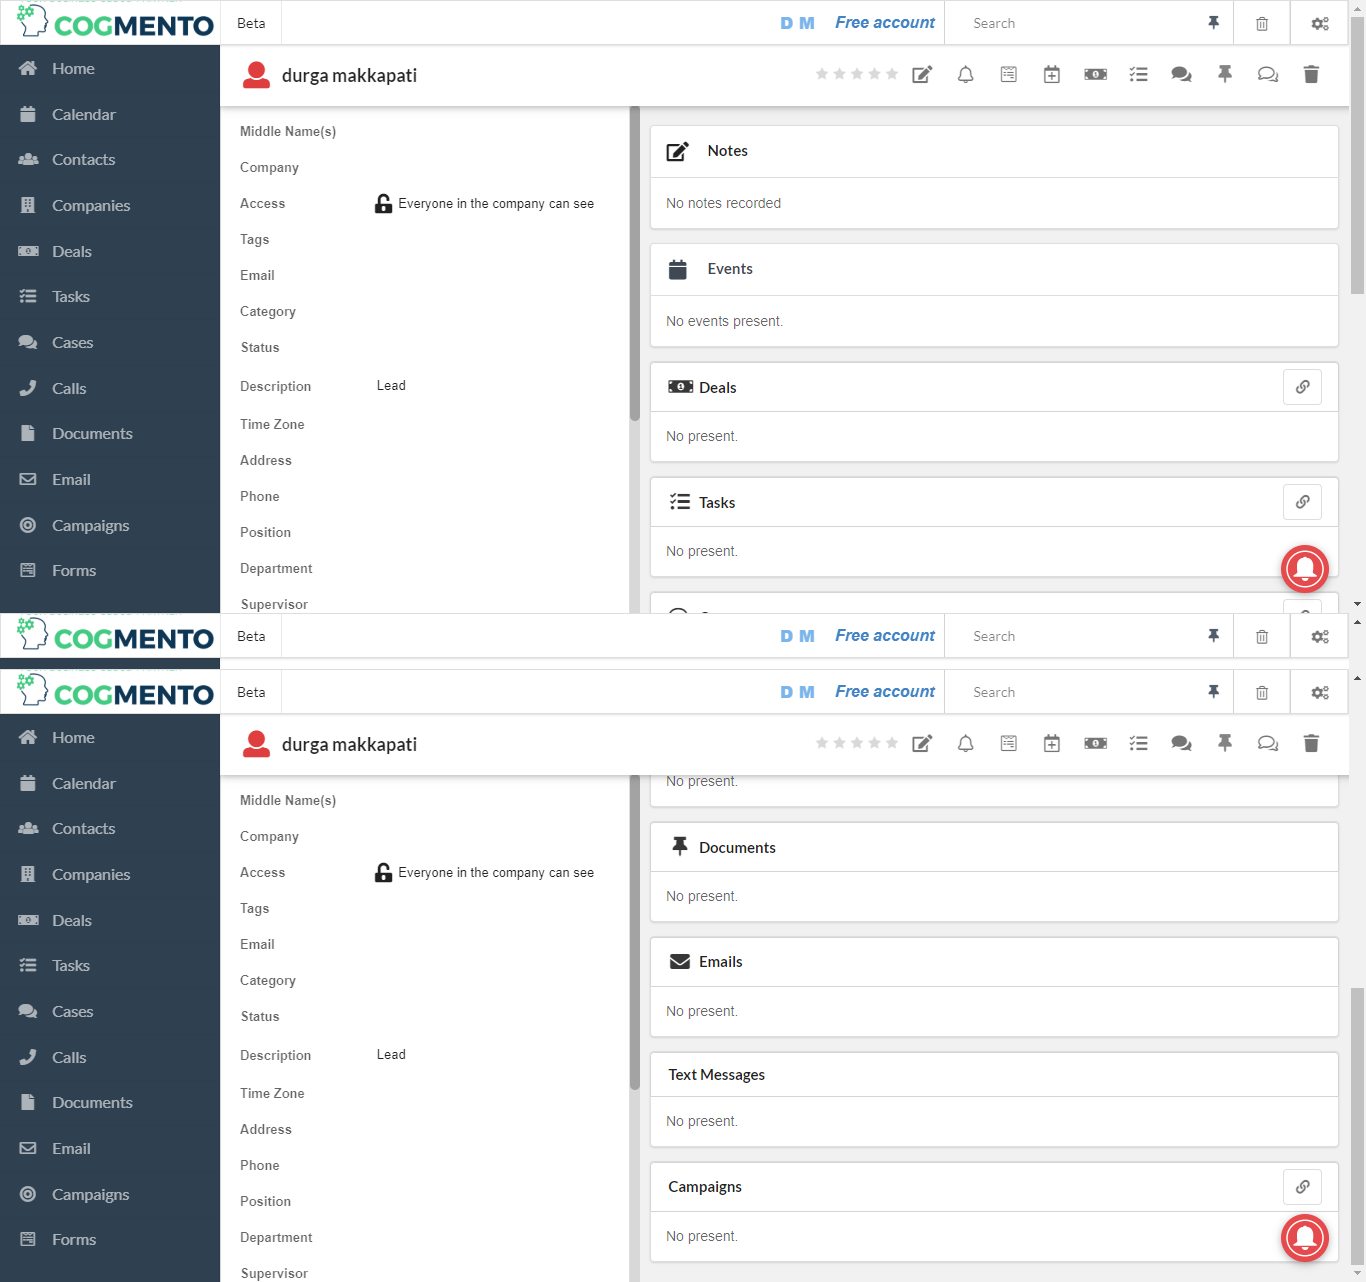 COGMENTO
Beta
D M
Free account
Search
Home
Calendar
Contacts
Companies
Deals
Tasks
Cases
Calls
Documents
Email
Campaigns
Forms
durga makkapati
Middle Name(s)
Company
Access Everyone in the company can see
Tags
Email
Category
Status
Description Lead
Time Zone
Address
Phone
Position
Department
Supervisor
Notes
No notes recorded
Events
No events present.
Deals
No present.
Tasks
No present.
COGMENTO
Beta
D M
Free account
Search
COGMENTO
Beta
D M
Free account
Search
Home
Calendar
Contacts
Companies
Deals
Tasks
Cases
Calls
Documents
Email
Campaigns
Forms
durga makkapati
Middle Name(s)
Company
Access Everyone in the company can see
Tags
Email
Category
Status
Description Lead
Time Zone
Address
Phone
Position
Department
Supervisor
No present.
Documents
No present.
Emails
No present.
Text Messages
No present.
Campaigns
No present.